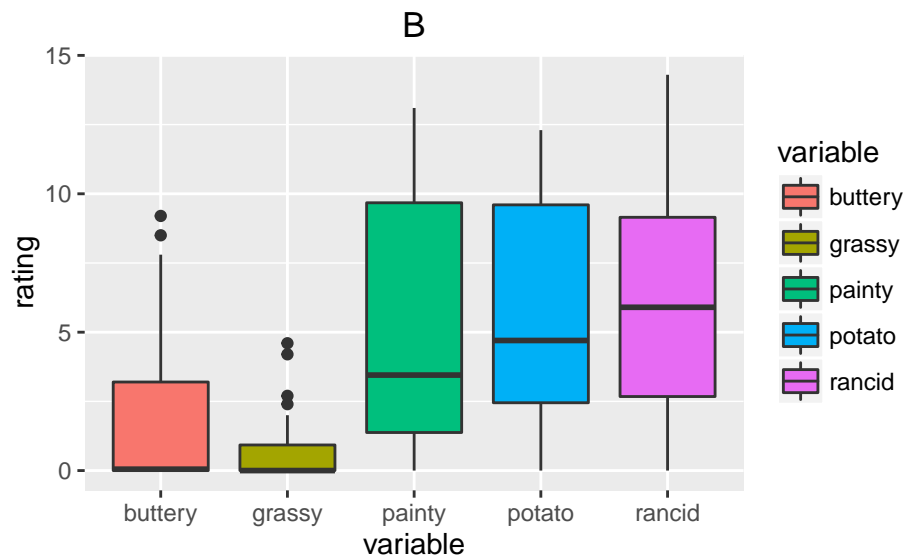 B
15
10
5
0
rating
buttery grassy painty potato rancid
variable
variable
buttery
grassy
painty
potato
rancid